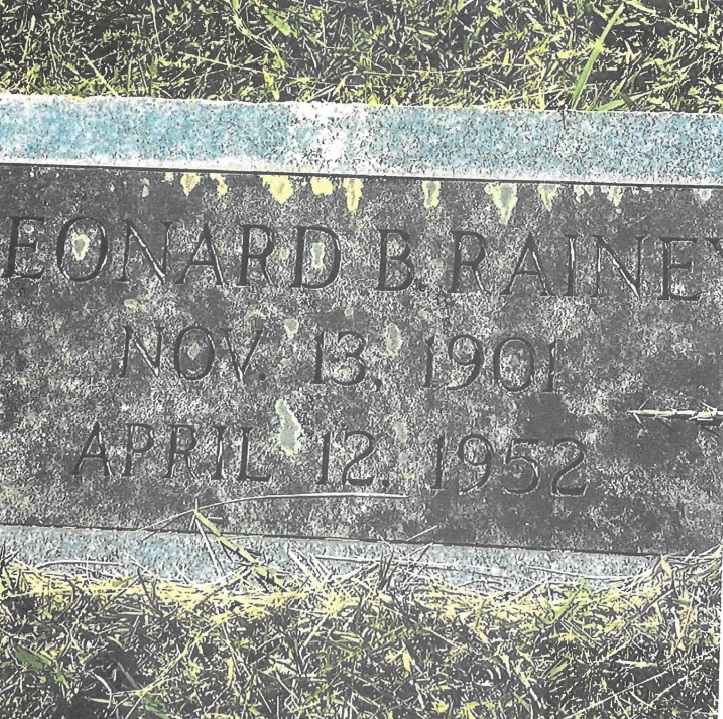 EONARD B. RAINEY
NOV. 13, 1901
APRIL 12, 1952